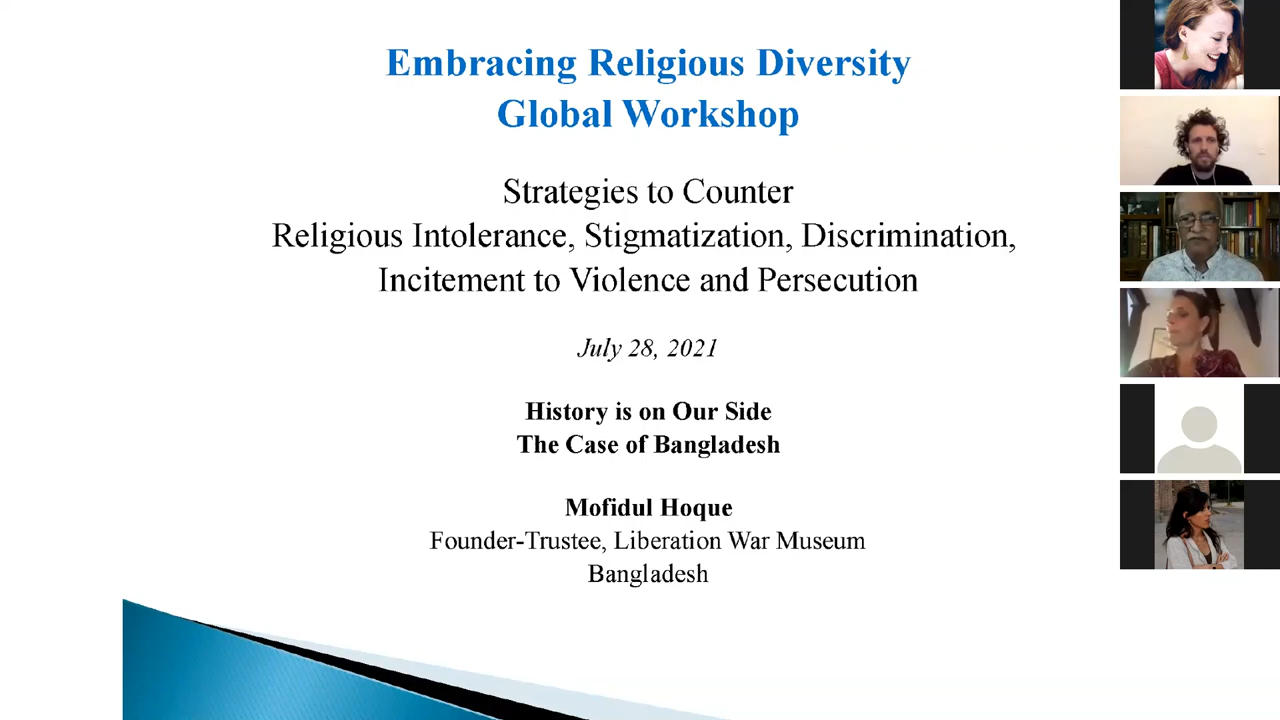 Embracing Religious Diversity
Global Workshop
Strategies to Counter
Religious Intolerance, Stigmatization, Discrimination,
Incitement to Violence and Persecution
July 28, 2021
History is on Our Side
The Case of Bangladesh
Mofidul Hoque
Founder-Trustee, Liberation War Museum
Bangladesh